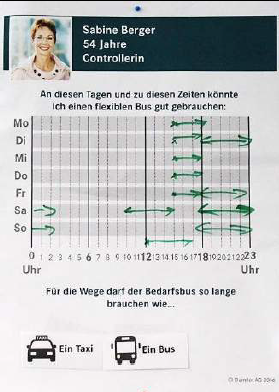 Sabine Berger
54 Jahre
Controllerin
An diesen Tagen und zu diesen Zeiten könnte
ich einen flexiblen Bus gut gebrauchen:
Mo
Di
Mi
Do
Fr
Sa
So
0 1 2 3 4 5 6 7 8 9 10 11 12 13 14 15 16 17 18 19 20 21 22 23
Uhr Uhr
Für die Wege darf der Bedarfsbus so lange
brauchen wie...
Ein Taxi
Ein Bus